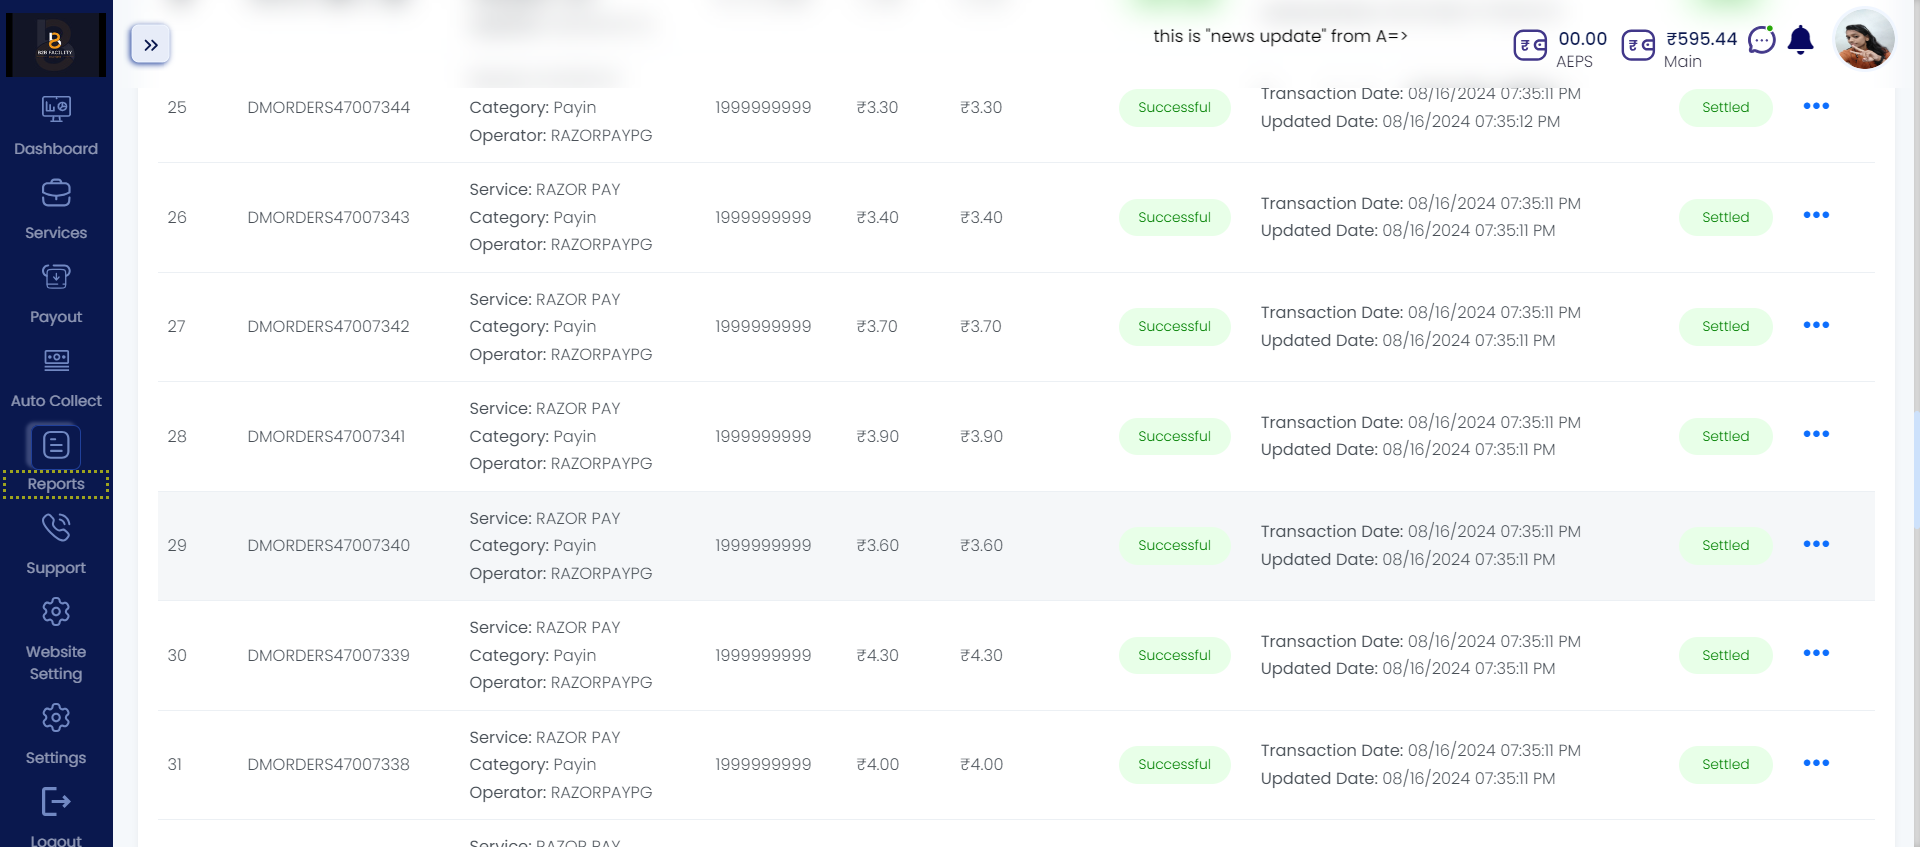 B2B FACILITY
this is "news update" from A=>
₹ 00.00
AEPS
₹ ₹595.44
Main
Dashboard
Services
Payout
Auto Collect
Reports
Support
Website
Setting
Settings
Logout
25 DMORDERS47007344 Category: Payin 1999999999 ₹3.30 ₹3.30 Successful Transaction Date: 08/16/2024 07:35:11 PM Settled
Operator: RAZORPAYPG Updated Date: 08/16/2024 07:35:12 PM
Service: RAZOR PAY
26 DMORDERS47007343 Category: Payin 1999999999 ₹3.40 ₹3.40 Successful Transaction Date: 08/16/2024 07:35:11 PM Settled
Operator: RAZORPAYPG Updated Date: 08/16/2024 07:35:11 PM
Service: RAZOR PAY
27 DMORDERS47007342 Category: Payin 1999999999 ₹3.70 ₹3.70 Successful Transaction Date: 08/16/2024 07:35:11 PM Settled
Operator: RAZORPAYPG Updated Date: 08/16/2024 07:35:11 PM
Service: RAZOR PAY
28 DMORDERS47007341 Category: Payin 1999999999 ₹3.90 ₹3.90 Successful Transaction Date: 08/16/2024 07:35:11 PM Settled
Operator: RAZORPAYPG Updated Date: 08/16/2024 07:35:11 PM
Service: RAZOR PAY
29 DMORDERS47007340 Category: Payin 1999999999 ₹3.60 ₹3.60 Successful Transaction Date: 08/16/2024 07:35:11 PM Settled
Operator: RAZORPAYPG Updated Date: 08/16/2024 07:35:11 PM
Service: RAZOR PAY
30 DMORDERS47007339 Category: Payin 1999999999 ₹4.30 ₹4.30 Successful Transaction Date: 08/16/2024 07:35:11 PM Settled
Operator: RAZORPAYPG Updated Date: 08/16/2024 07:35:11 PM
Service: RAZOR PAY
31 DMORDERS47007338 Category: Payin 1999999999 ₹4.00 ₹4.00 Successful Transaction Date: 08/16/2024 07:35:11 PM Settled
Operator: RAZORPAYPG Updated Date: 08/16/2024 07:35:11 PM
Service: RAZOR PAY